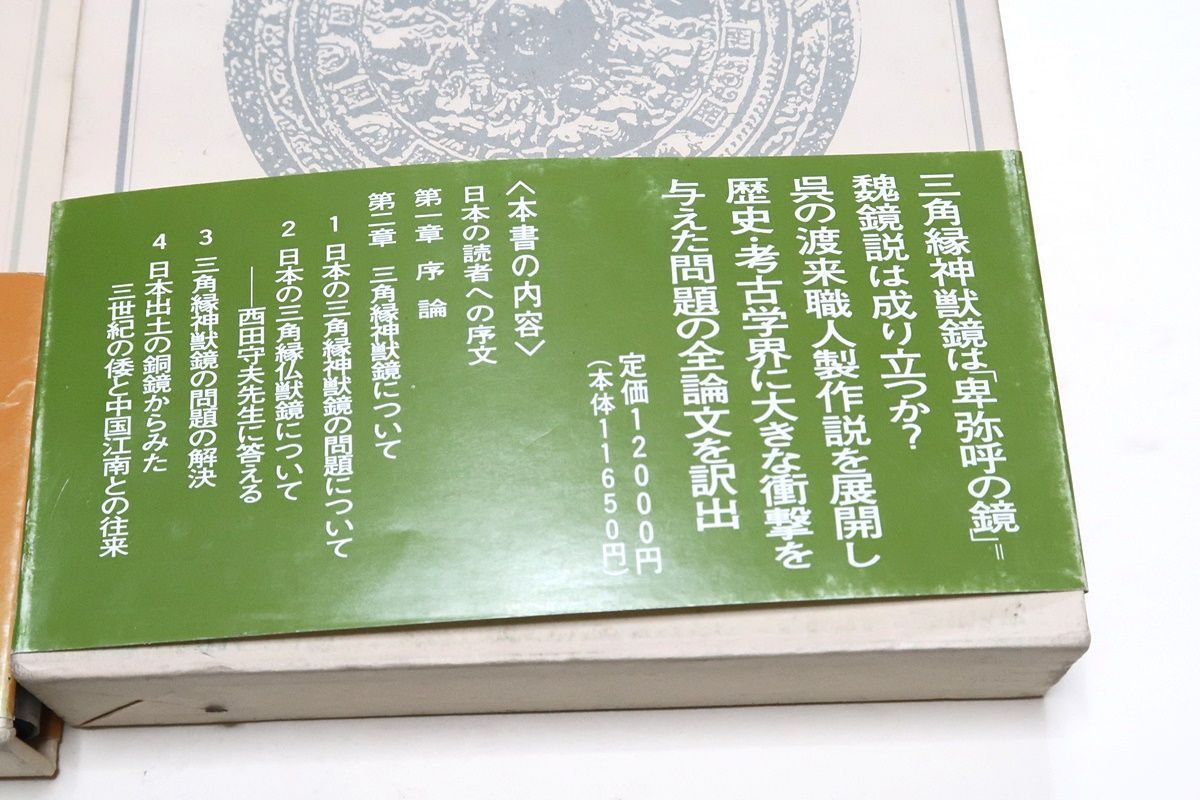 三角縁神獣鏡は「卑弥呼の鏡」＝
魏鏡説は成り立つか？
呉の渡来職人製作説を展開し
歴史・考古学界に大きな衝撃を
与えた問題の全論文を訳出
定価12000円
（本体11650円）
〈本書の内容〉
日本の読者への序文
第一章 序 論
第二章 三角縁神獣鏡について
1 日本の三角縁神獣鏡の問題について
2 日本の三角縁仏獣鏡について
──西田守夫先生に答える
3 三角縁神獣鏡の問題の解決
4 日本出土の銅鏡からみた
三世紀の倭と中国江南との往来